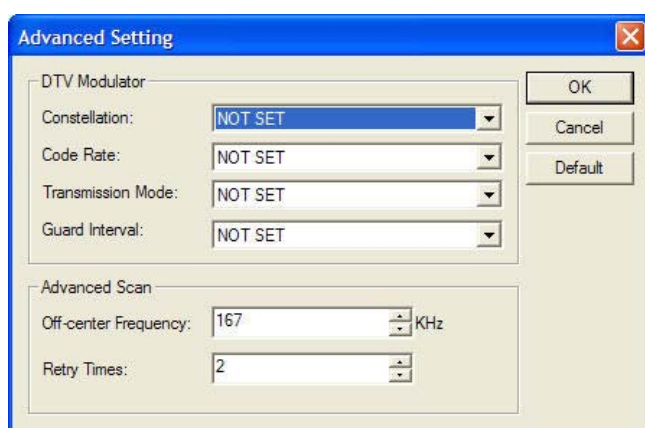 Advanced Setting
DTV Modulator
OK
Constellation: NOT SET
Cancel
Code Rate: NOT SET
Default
Transmission Mode: NOT SET
Guard Interval: NOT SET
Advanced Scan
Off-center Frequency: 167 KHz
Retry Times: 2